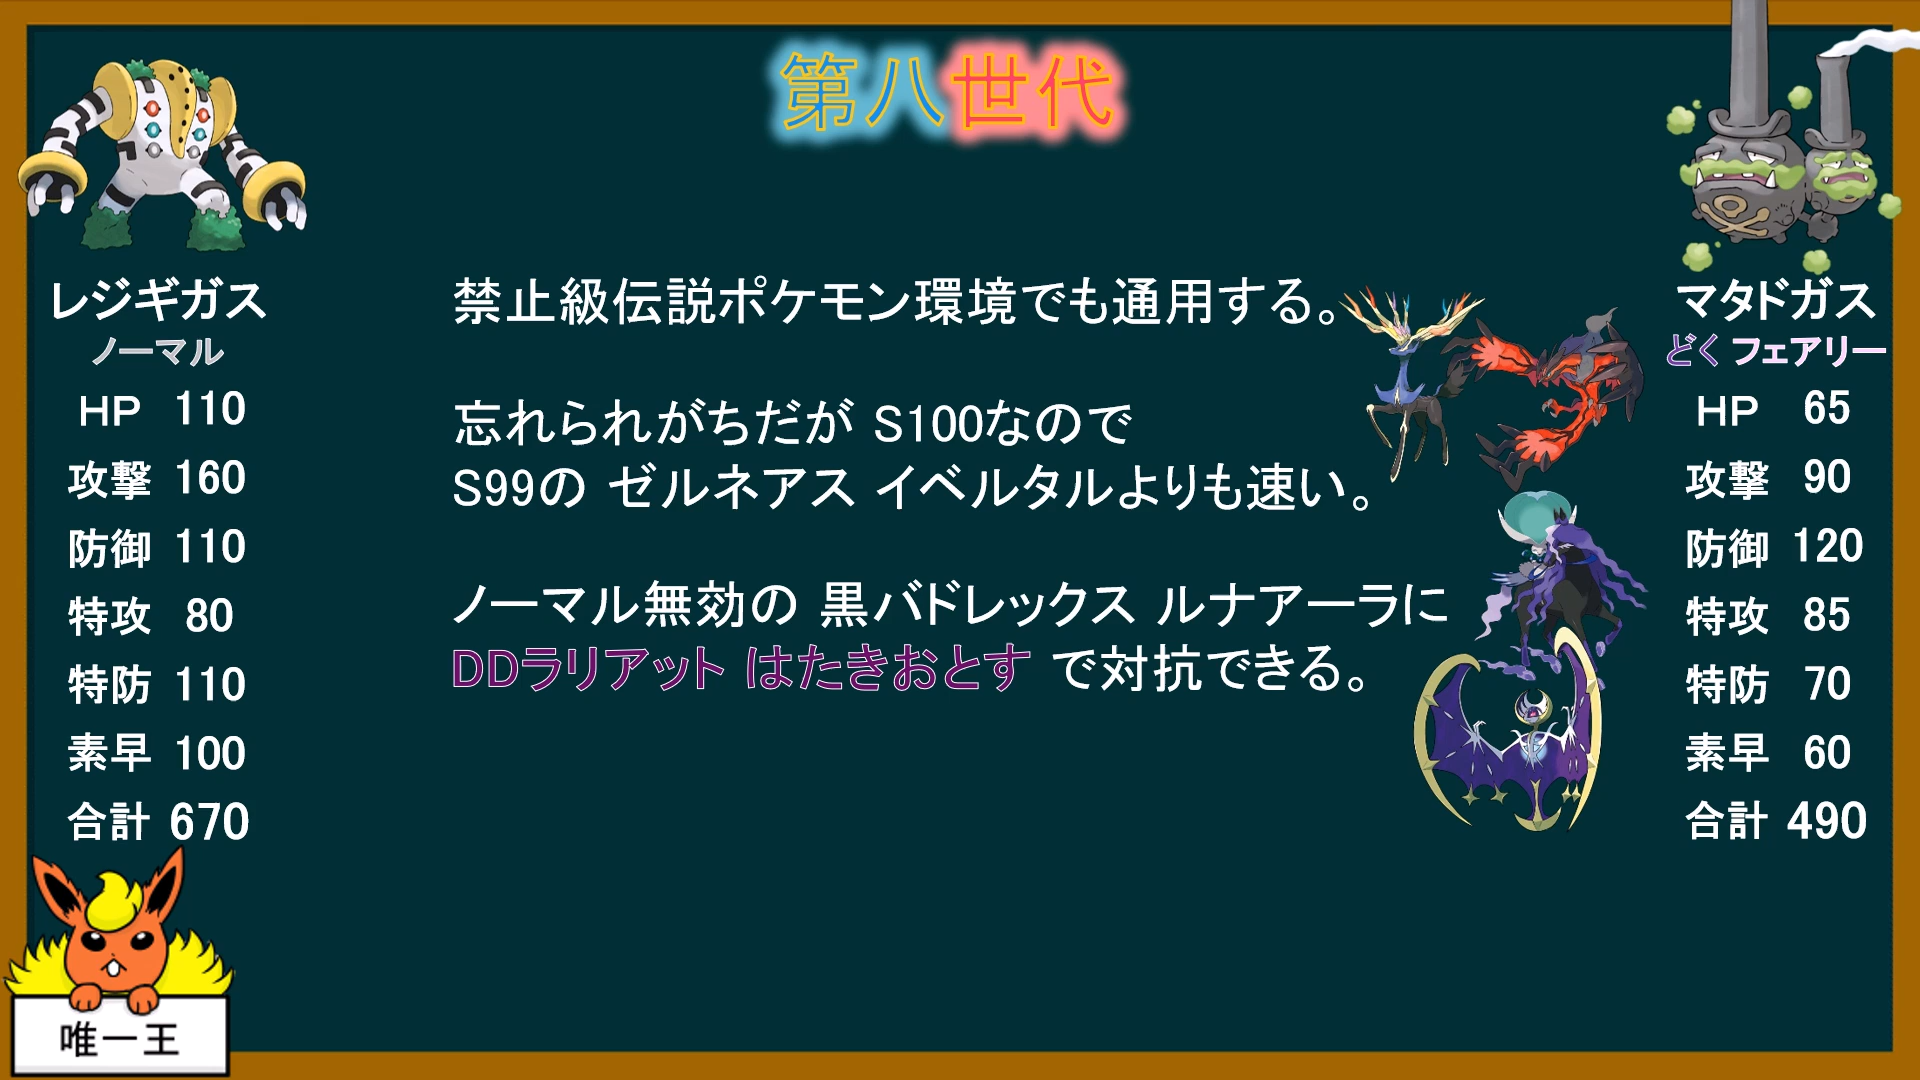 第八世代
レジギガス
ノーマル
HP 110
攻撃 160
防御 110
特攻 80
特防 110
素早 100
合計 670
禁止級伝説ポケモン環境でも通用する。
忘れられがちだが S100なので
S99の ゼルネアス イベルタルよりも速い。
ノーマル無効の 黒バドレックス ルナアーラに
DDラリアット はたきおとす で対抗できる。
マタドガス
どく フェアリー
HP 65
攻撃 90
防御 120
特攻 85
特防 70
素早 60
合計 490
唯一王